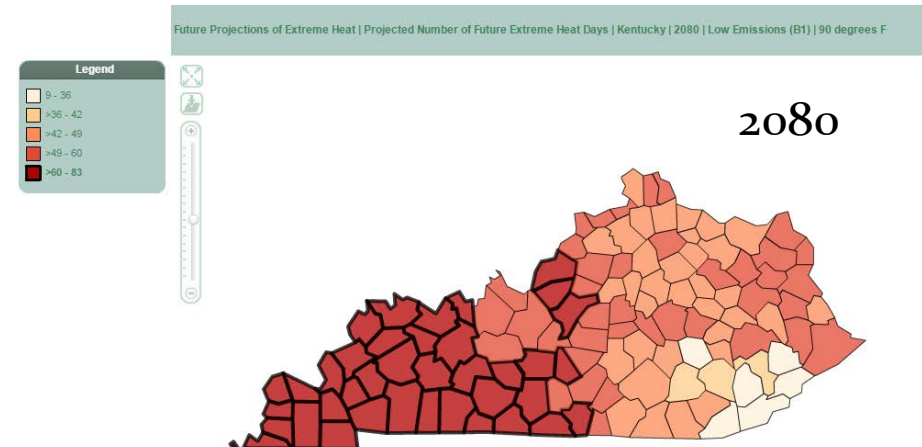 Future Projections of Extreme Heat | Projected Number of Future Extreme Heat Days | Kentucky | 2080 | Low Emissions (B1) | 90 degrees F
Legend
9 - 36
>36 - 42
>42 - 49
>49 - 60
>60 - 83
2080